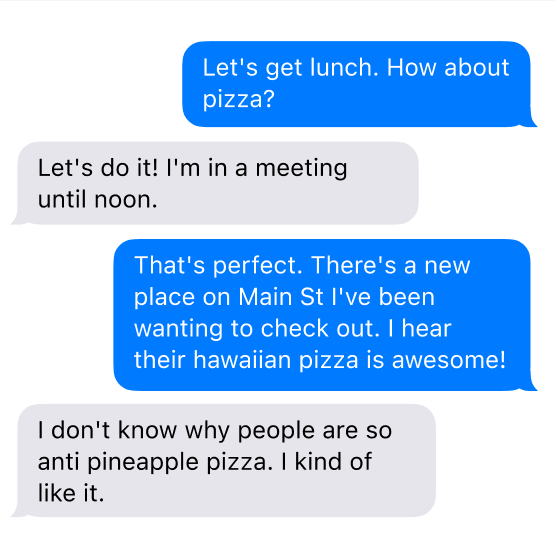 Let's get lunch. How about
pizza?
Let's do it! I'm in a meeting
until noon.
That's perfect. There's a new
place on Main St I've been
wanting to check out. I hear
their hawaiian pizza is awesome!
I don't know why people are so
anti pineapple pizza. I kind of
like it.